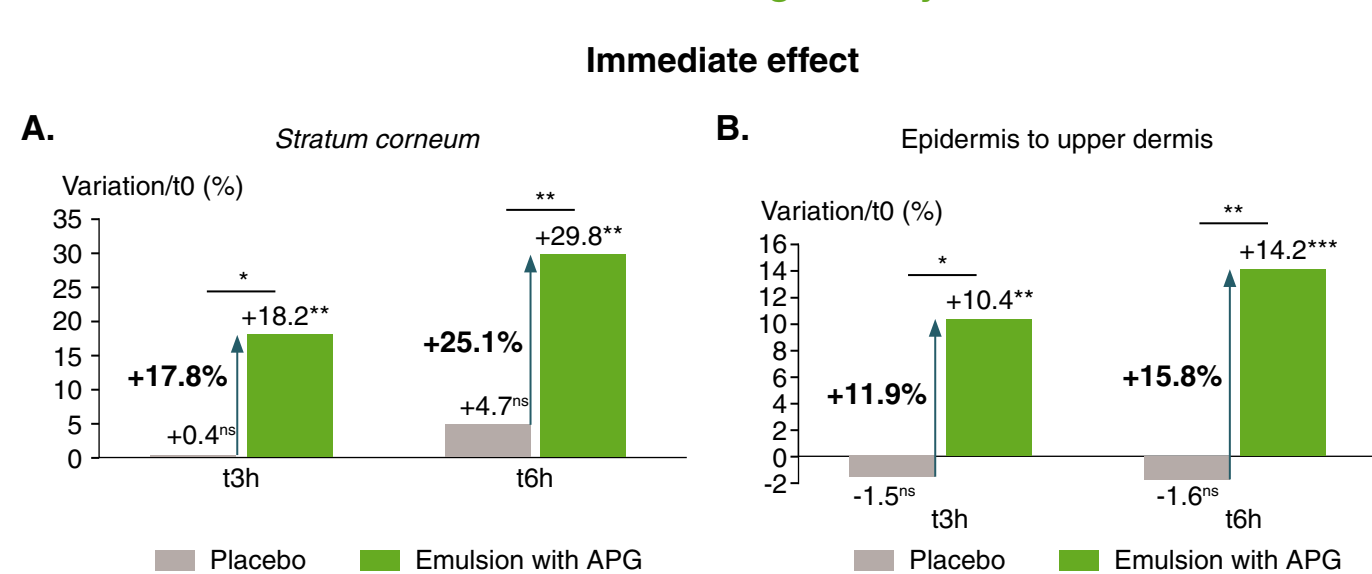 Immediate effect
A.
Stratum corneum
Variation/t0 (%)
35
30
25
20
15
10
5
0
*
+18.2**
+17.8%
+0.4ns
t3h
**
+29.8**
+25.1%
+4.7ns
t6h
Placebo
Emulsion with APG
B.
Epidermis to upper dermis
Variation/t0 (%)
16
14
12
10
8
6
4
2
0
-2
*
+10.4**
+11.9%
-1.5ns
t3h
**
+14.2***
+15.8%
-1.6ns
t6h
Placebo
Emulsion with APG